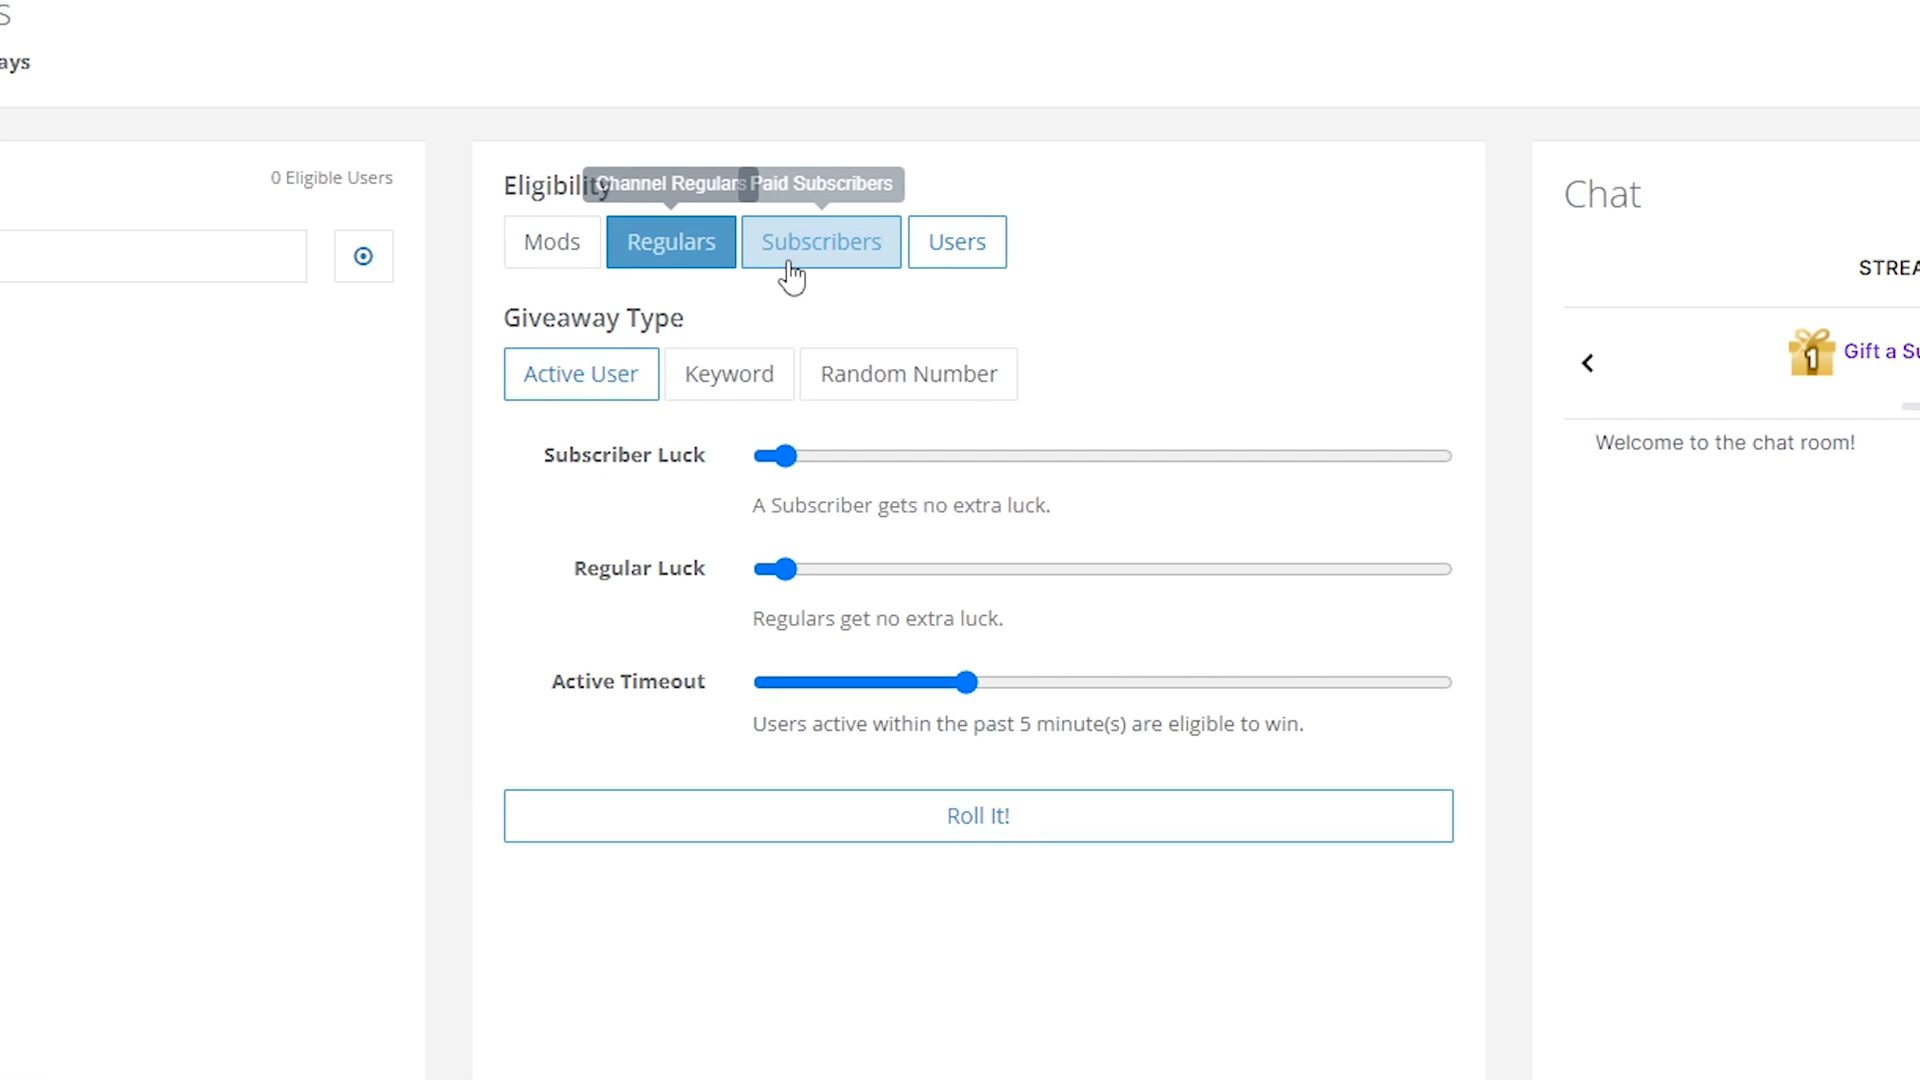 s
ays
0 Eligible Users
Eligibility
Channel Regulars
Paid Subscribers
Mods
Regulars
Subscribers
Users
Giveaway Type
Active User
Keyword
Random Number
Subscriber Luck
A Subscriber gets no extra luck.
Regular Luck
Regulars get no extra luck.
Active Timeout
Users active within the past 5 minute(s) are eligible to win.
Roll It!
Chat
STREA
1
Gift a Su
Welcome to the chat room!